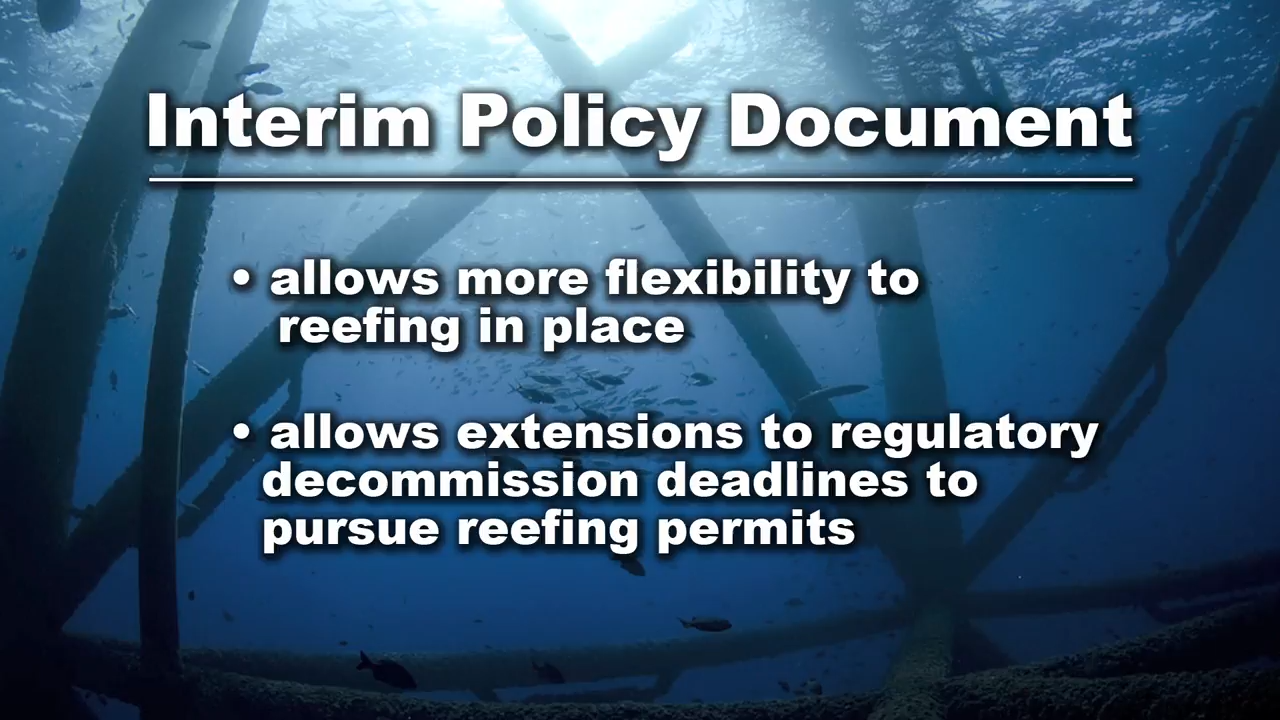 Interim Policy Document
• allows more flexibility to
reefing in place
• allows extensions to regulatory
decommission deadlines to
pursue reefing permits